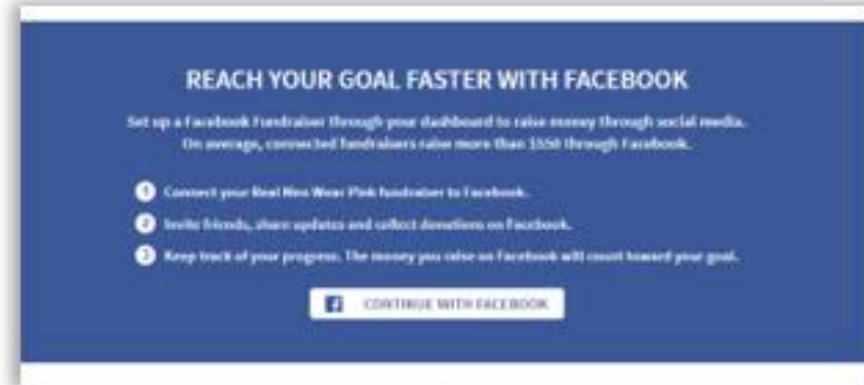 REACH YOUR GOAL FASTER WITH FACEBOOK
Set up a Facebook Fundraiser through your dashboard to raise money through social media.
On average, connected fundraisers raise more than through Facebook.
1 Connect your Real Men Wear Pink fundraiser to Facebook.
2 Invite friends, share updates and collect donations on Facebook.
3 Keep track of your progress. The money you raise on Facebook will count toward your goal.
CONTINUE WITH FACEBOOK